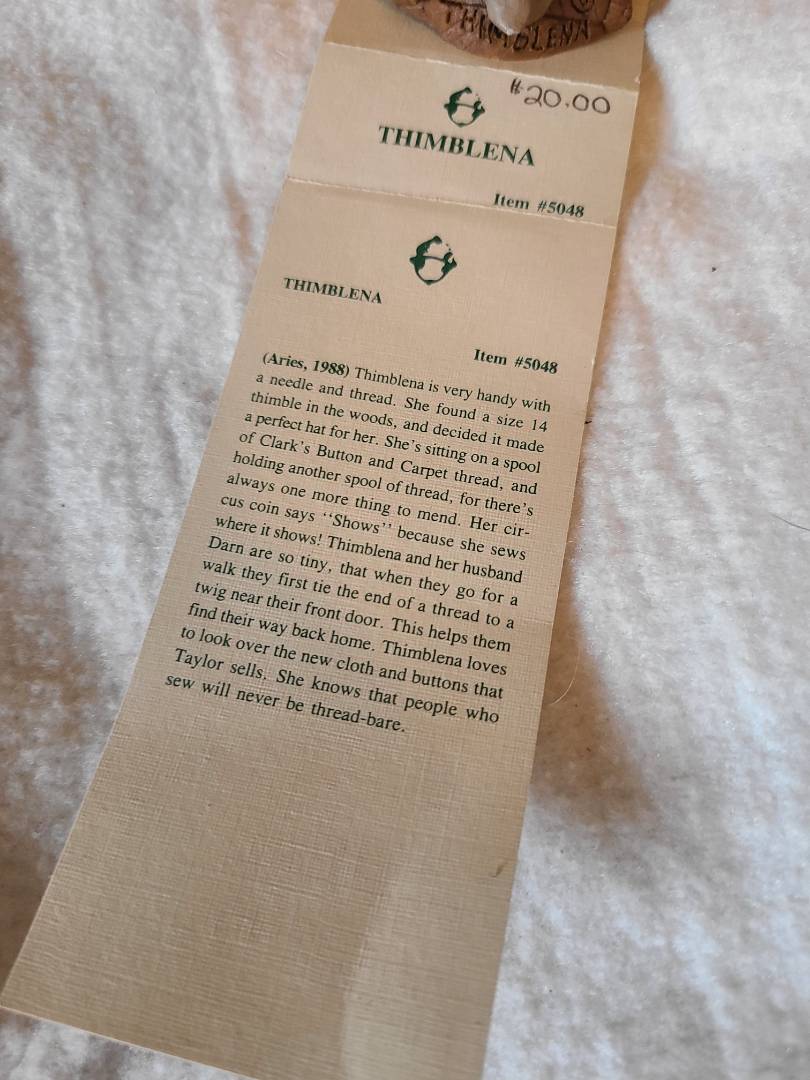 THIMBLENA
$20.00
THIMBLENA
Item #5048
THIMBLENA
Item #5048
(Aries, 1988) Thimblena is very handy with
a needle and thread. She found a size 14
thimble in the woods, and decided it made
a perfect hat for her. She's sitting on a spool
of Clark's Button and Carpet thread, and
holding another spool of thread, for there's
always one more thing to mend. Her cir-
cus coin says ‘‘Shows’’ because she sews
where it shows! Thimblena and her husband
Darn are so tiny, that when they go for a
walk they first tie the end of a thread to a
twig near their front door. This helps them
find their way back home. Thimblena loves
to look over the new cloth and buttons that
Taylor sells. She knows that people who
sew will never be thread-bare.